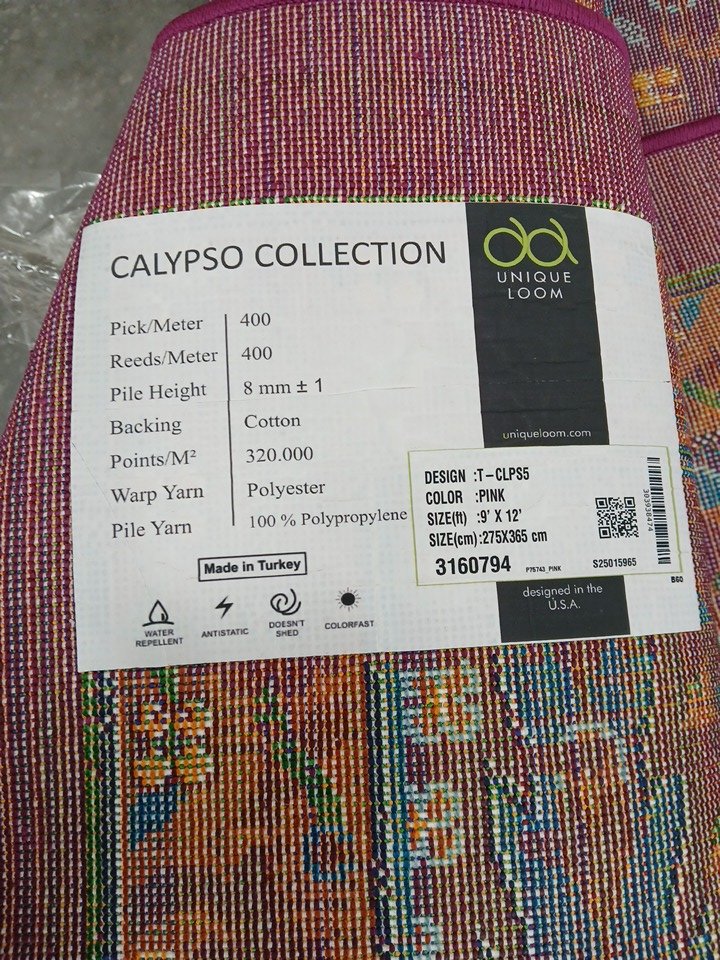 CALYPSO COLLECTION
UNIQUE
LOOM
Pick/Meter 400
Reeds/Meter 400
Pile Height 8 mm ± 1
Backing Cotton
Points/M² 320.000
Warp Yarn Polyester
Pile Yarn 100 % Polypropylene
Made in Turkey
WATER
REPELLENT
ANTISTATIC
DOESN'T
SHED
COLORFAST
uniqueloom.com
DESIGN :T-CLPS5
COLOR :PINK
SIZE(ft) :9' X 12'
SIZE(cm):275X365 cm
3160794 P75743_PINK S25015965
303938474
B60
designed in the
U.S.A.